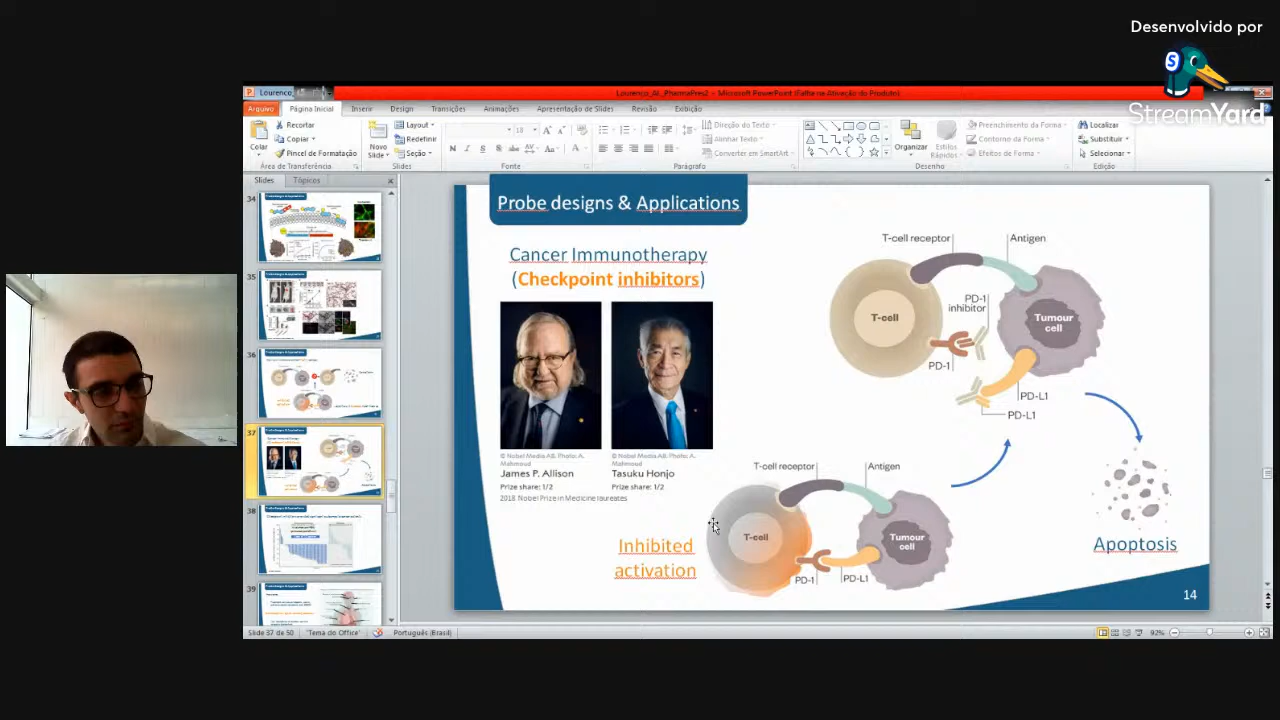 Desenvolvido por
StreamYard
Lourenco_AL_PharmaPres2 - Microsoft PowerPoint (Falha na Ativação do Produto)
Arquivo Página Inicial Inserir Design Transições Animações Apresentação de Slides Revisão Exibição
Colar
Recortar
Copiar
Pincel de Formatação
Área de Transferência
Novo Slide
Layout
Redefinir
Seção
Slides
Fonte
Direção do Texto
Alinhar Texto
Converter em SmartArt
Parágrafo
Organizar
Estilos Rápidos
Preenchimento da Forma
Contorno da Forma
Efeitos de Forma
Desenho
Localizar
Substituir
Selecionar
Edição
Slides Tópicos
34
35
36
37
38
39
Probe designs & Applications
Cancer Immunotherapy
(Checkpoint inhibitors)
© Nobel Media AB. Photo: A. Mahmoud
James P. Allison
Prize share: 1/2
© Nobel Media AB. Photo: A. Mahmoud
Tasuku Honjo
Prize share: 1/2
2018 Nobel Prize in Medicine laureates
T-cell receptor
Antigen
T-cell
PD-1 inhibitor
PD-1
Tumour cell
PD-L1
PD-L1
T-cell receptor
Antigen
T-cell
Tumour cell
PD-1
PD-L1
Inhibited
activation
Apoptosis
14
Slide 37 de 50 "Tema do Office" Português (Brasil) 92%